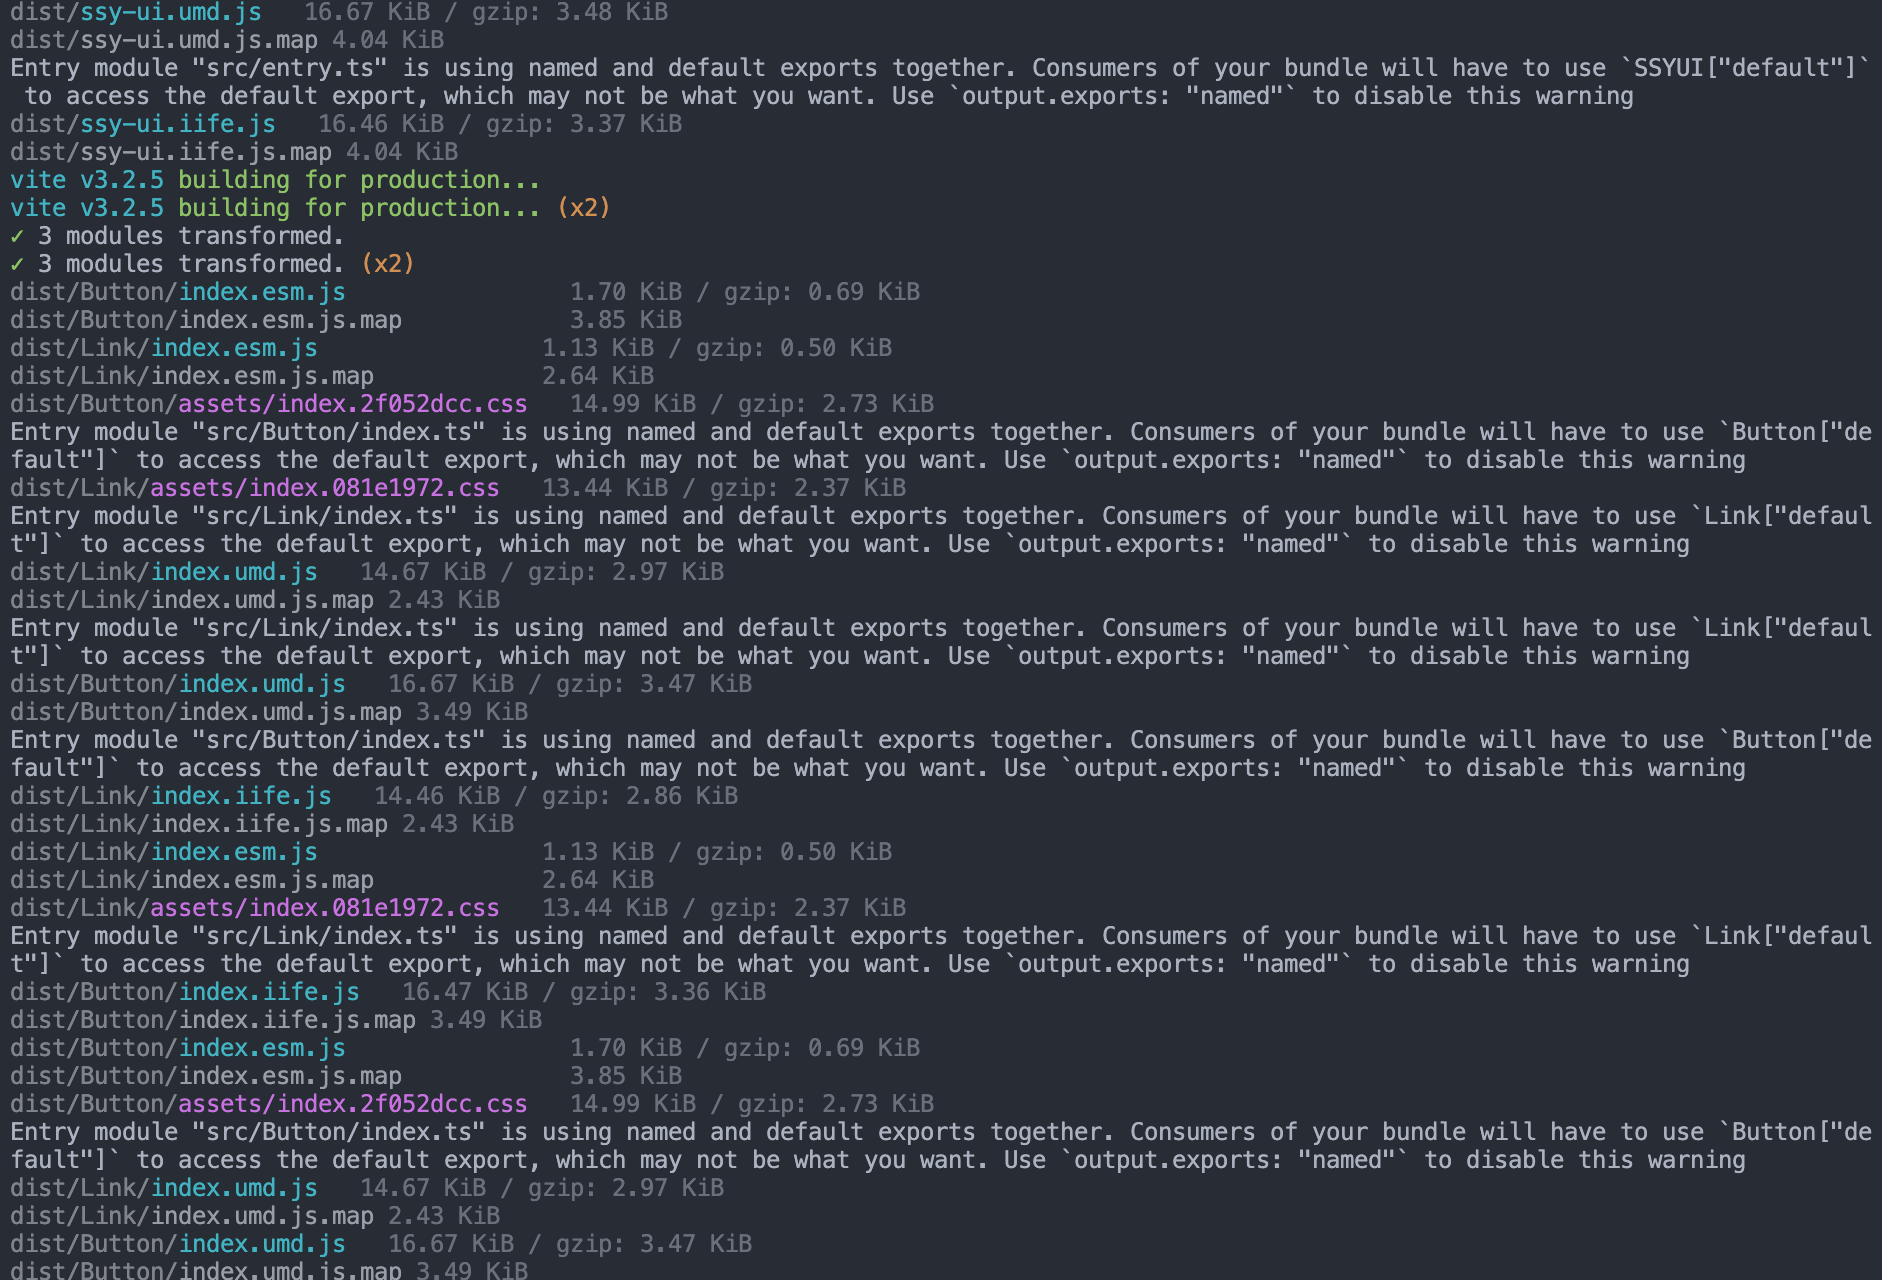 dist/ssy-ui.umd.js   16.67 KiB / gzip: 3.48 KiB
dist/ssy-ui.umd.js.map 4.04 KiB
Entry module "src/entry.ts" is using named and default exports together. Consumers of your bundle will have to use `SSYUI["default"]`
 to access the default export, which may not be what you want. Use `output.exports: "named"` to disable this warning
dist/ssy-ui.iife.js   16.46 KiB / gzip: 3.37 KiB
dist/ssy-ui.iife.js.map 4.04 KiB
vite v3.2.5 building for production...
vite v3.2.5 building for production... (x2)
✓ 3 modules transformed.
✓ 3 modules transformed. (x2)
dist/Button/index.esm.js                1.70 KiB / gzip: 0.69 KiB
dist/Button/index.esm.js.map            3.85 KiB
dist/Link/index.esm.js                1.13 KiB / gzip: 0.50 KiB
dist/Link/index.esm.js.map            2.64 KiB
dist/Button/assets/index.2f052dcc.css   14.99 KiB / gzip: 2.73 KiB
Entry module "src/Button/index.ts" is using named and default exports together. Consumers of your bundle will have to use `Button["de
fault"]` to access the default export, which may not be what you want. Use `output.exports: "named"` to disable this warning
dist/Link/assets/index.081e1972.css   13.44 KiB / gzip: 2.37 KiB
Entry module "src/Link/index.ts" is using named and default exports together. Consumers of your bundle will have to use `Link["defaul
t"]` to access the default export, which may not be what you want. Use `output.exports: "named"` to disable this warning
dist/Link/index.umd.js   14.67 KiB / gzip: 2.97 KiB
dist/Link/index.umd.js.map 2.43 KiB
Entry module "src/Link/index.ts" is using named and default exports together. Consumers of your bundle will have to use `Link["defaul
t"]` to access the default export, which may not be what you want. Use `output.exports: "named"` to disable this warning
dist/Button/index.umd.js   16.67 KiB / gzip: 3.47 KiB
dist/Button/index.umd.js.map 3.49 KiB
Entry module "src/Button/index.ts" is using named and default exports together. Consumers of your bundle will have to use `Button["de
fault"]` to access the default export, which may not be what you want. Use `output.exports: "named"` to disable this warning
dist/Link/index.iife.js   14.46 KiB / gzip: 2.86 KiB
dist/Link/index.iife.js.map 2.43 KiB
dist/Link/index.esm.js                1.13 KiB / gzip: 0.50 KiB
dist/Link/index.esm.js.map            2.64 KiB
dist/Link/assets/index.081e1972.css   13.44 KiB / gzip: 2.37 KiB
Entry module "src/Link/index.ts" is using named and default exports together. Consumers of your bundle will have to use `Link["defaul
t"]` to access the default export, which may not be what you want. Use `output.exports: "named"` to disable this warning
dist/Button/index.iife.js   16.47 KiB / gzip: 3.36 KiB
dist/Button/index.iife.js.map 3.49 KiB
dist/Button/index.esm.js                1.70 KiB / gzip: 0.69 KiB
dist/Button/index.esm.js.map            3.85 KiB
dist/Button/assets/index.2f052dcc.css   14.99 KiB / gzip: 2.73 KiB
Entry module "src/Button/index.ts" is using named and default exports together. Consumers of your bundle will have to use `Button["de
fault"]` to access the default export, which may not be what you want. Use `output.exports: "named"` to disable this warning
dist/Link/index.umd.js   14.67 KiB / gzip: 2.97 KiB
dist/Link/index.umd.js.map 2.43 KiB
dist/Button/index.umd.js   16.67 KiB / gzip: 3.47 KiB
dist/Button/index.umd.js.map 3.49 KiB